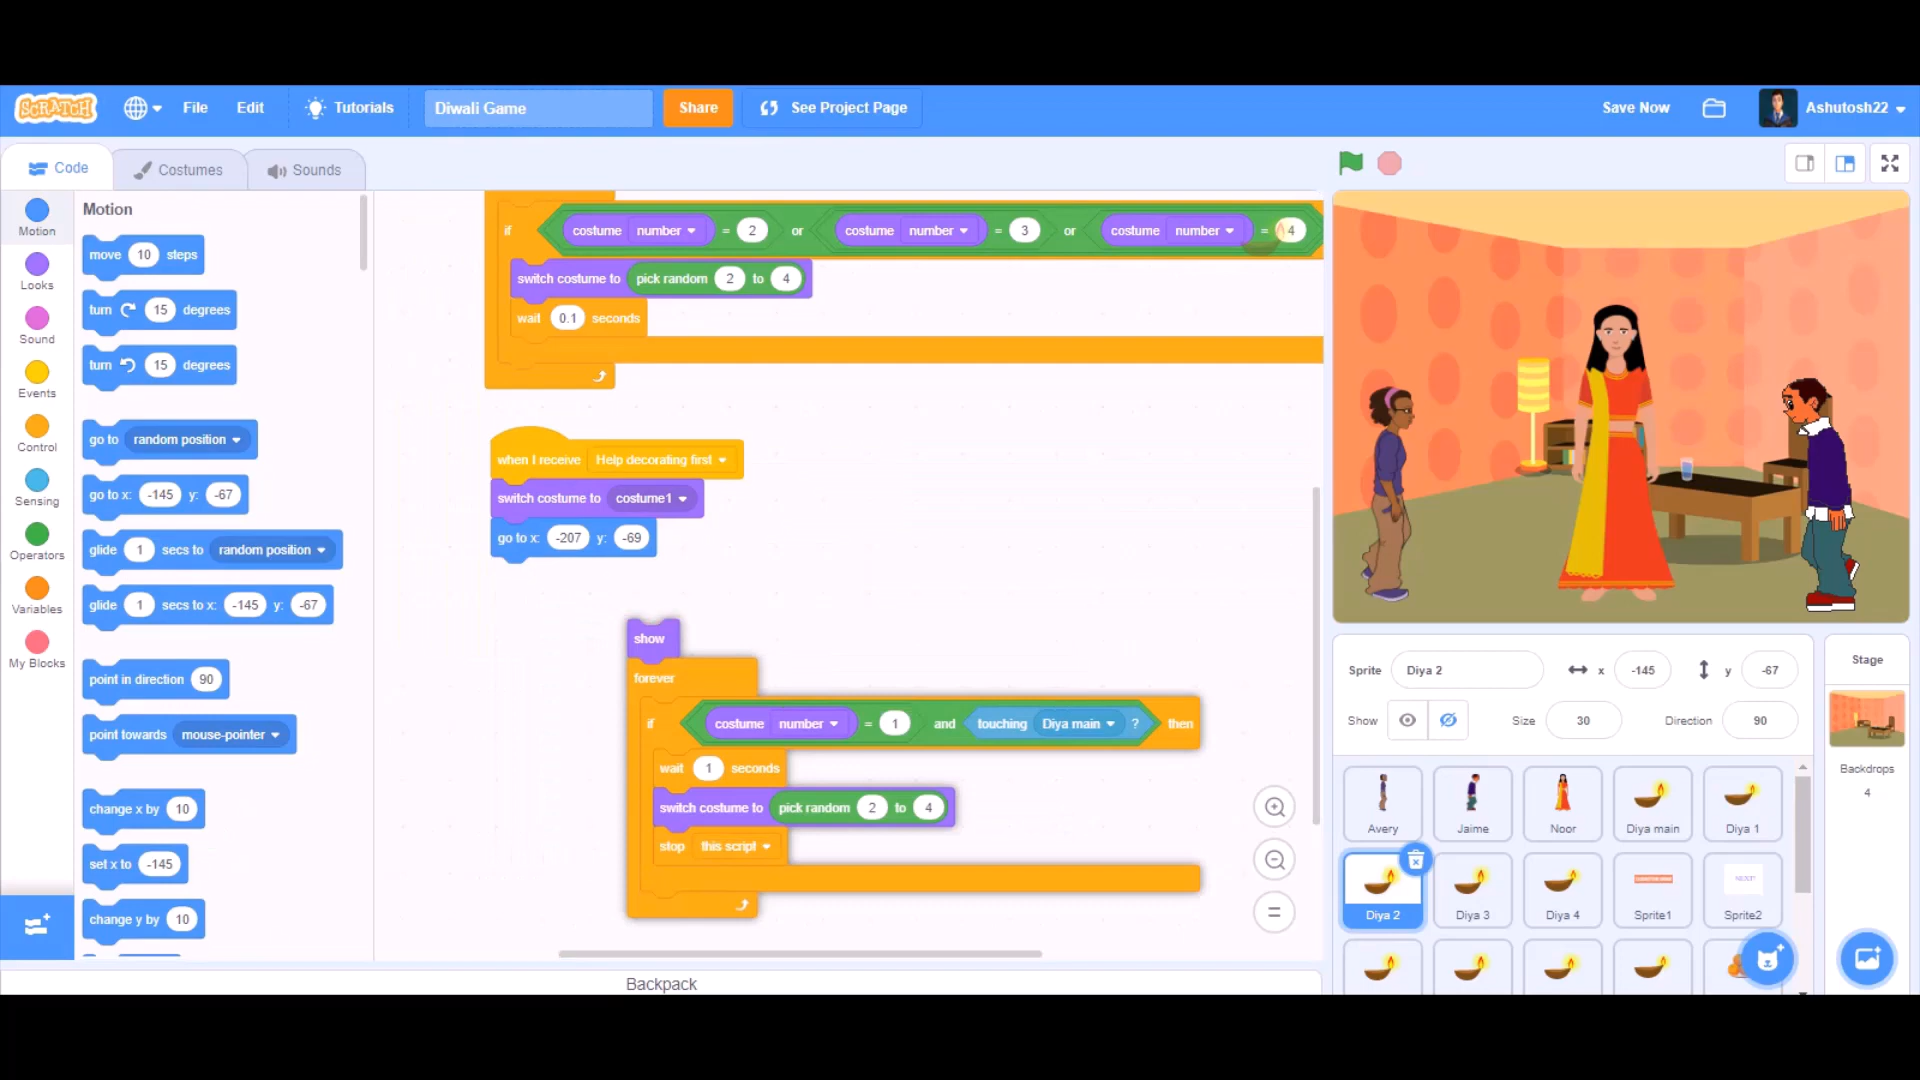 SCRATCH File Edit Tutorials Diwali Game Share See Project Page Save Now Ashutosh22
Code Costumes Sounds
Motion
Looks
Sound
Events
Control
Sensing
Operators
Variables
My Blocks
Motion
move 10 steps
turn 15 degrees
turn 15 degrees
go to random position
go to x: -145 y: -67
glide 1 secs to random position
glide 1 secs to x: -145 y: -67
point in direction 90
point towards mouse-pointer
change x by 10
set x to -145
change y by 10
if costume number = 2 or costume number = 3 or costume number = 4
switch costume to pick random 2 to 4
wait 0.1 seconds
when I receive Help decorating first
switch costume to costume1
go to x: -207 y: -69
show
forever
if costume number = 1 and touching Diya main ? then
wait 1 seconds
switch costume to pick random 2 to 4
stop this script
Backpack
Sprite Diya 2 x -145 y -67
Show Size 30 Direction 90
Avery Jaime Noor Diya main Diya 1
Diya 2 Diya 3 Diya 4 Sprite1 Sprite2
Stage
Backdrops
4